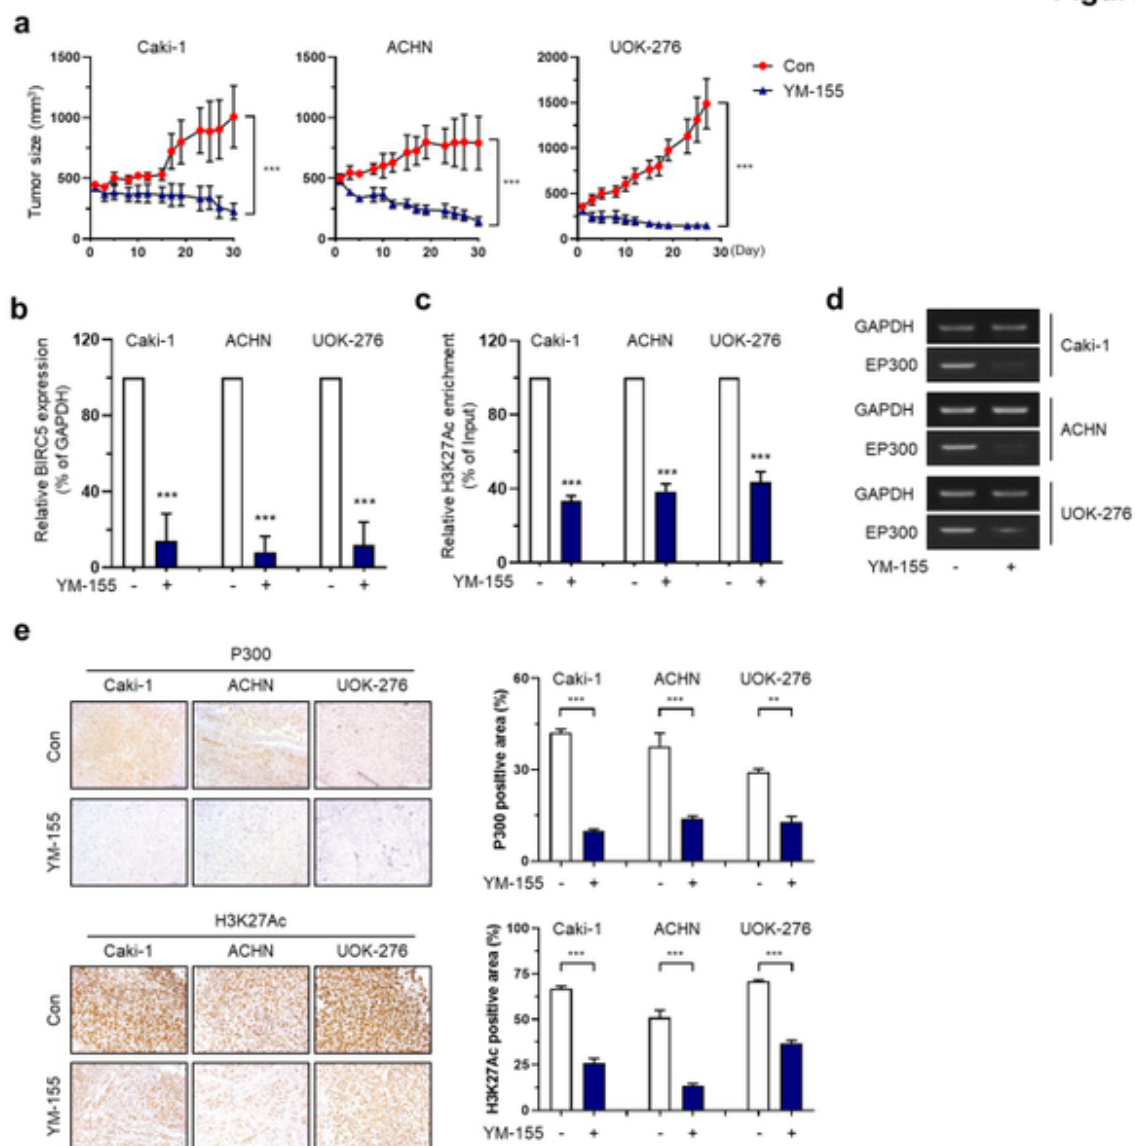 a
Caki-1
ACHN
UOK-276
Tumor size (mm³)
1500
1000
500
0
0 10 20 30
1500
1000
500
0
0 10 20 30
2000
1500
1000
500
0
0 10 20 30 (Day)
Con
YM-155
***
***
***
b
Relative BIRC5 expression
(% of GAPDH)
120
80
40
0
Caki-1 ACHN UOK-276
*** *** ***
YM-155 - + - + - +
c
Relative H3K27Ac enrichment
(% of Input)
120
80
40
0
Caki-1 ACHN UOK-276
*** *** ***
YM-155 - + - + - +
d
GAPDH
EP300
Caki-1
GAPDH
EP300
ACHN
GAPDH
EP300
UOK-276
YM-155 - +
e
P300
Caki-1 ACHN UOK-276
Con
YM-155
P300 positive area (%)
60
30
0
Caki-1 ACHN UOK-276
*** *** **
YM-155 - + - + - +
H3K27Ac
Caki-1 ACHN UOK-276
Con
YM-155
H3K27Ac positive area (%)
100
75
50
25
0
Caki-1 ACHN UOK-276
*** *** ***
YM-155 - + - + - +